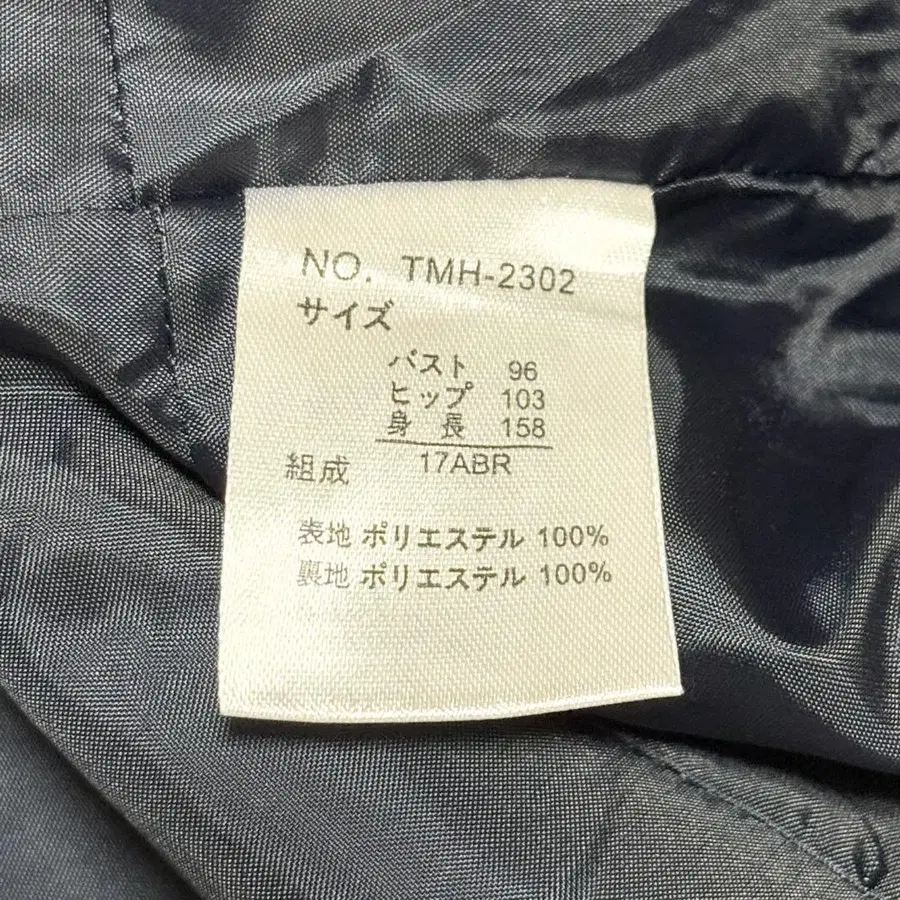 NO. TMH-2302
サイズ
バスト 96
ヒップ 103
身長 158
17ABR
組成
表地 ポリエステル 100%
裏地 ポリエステル 100%